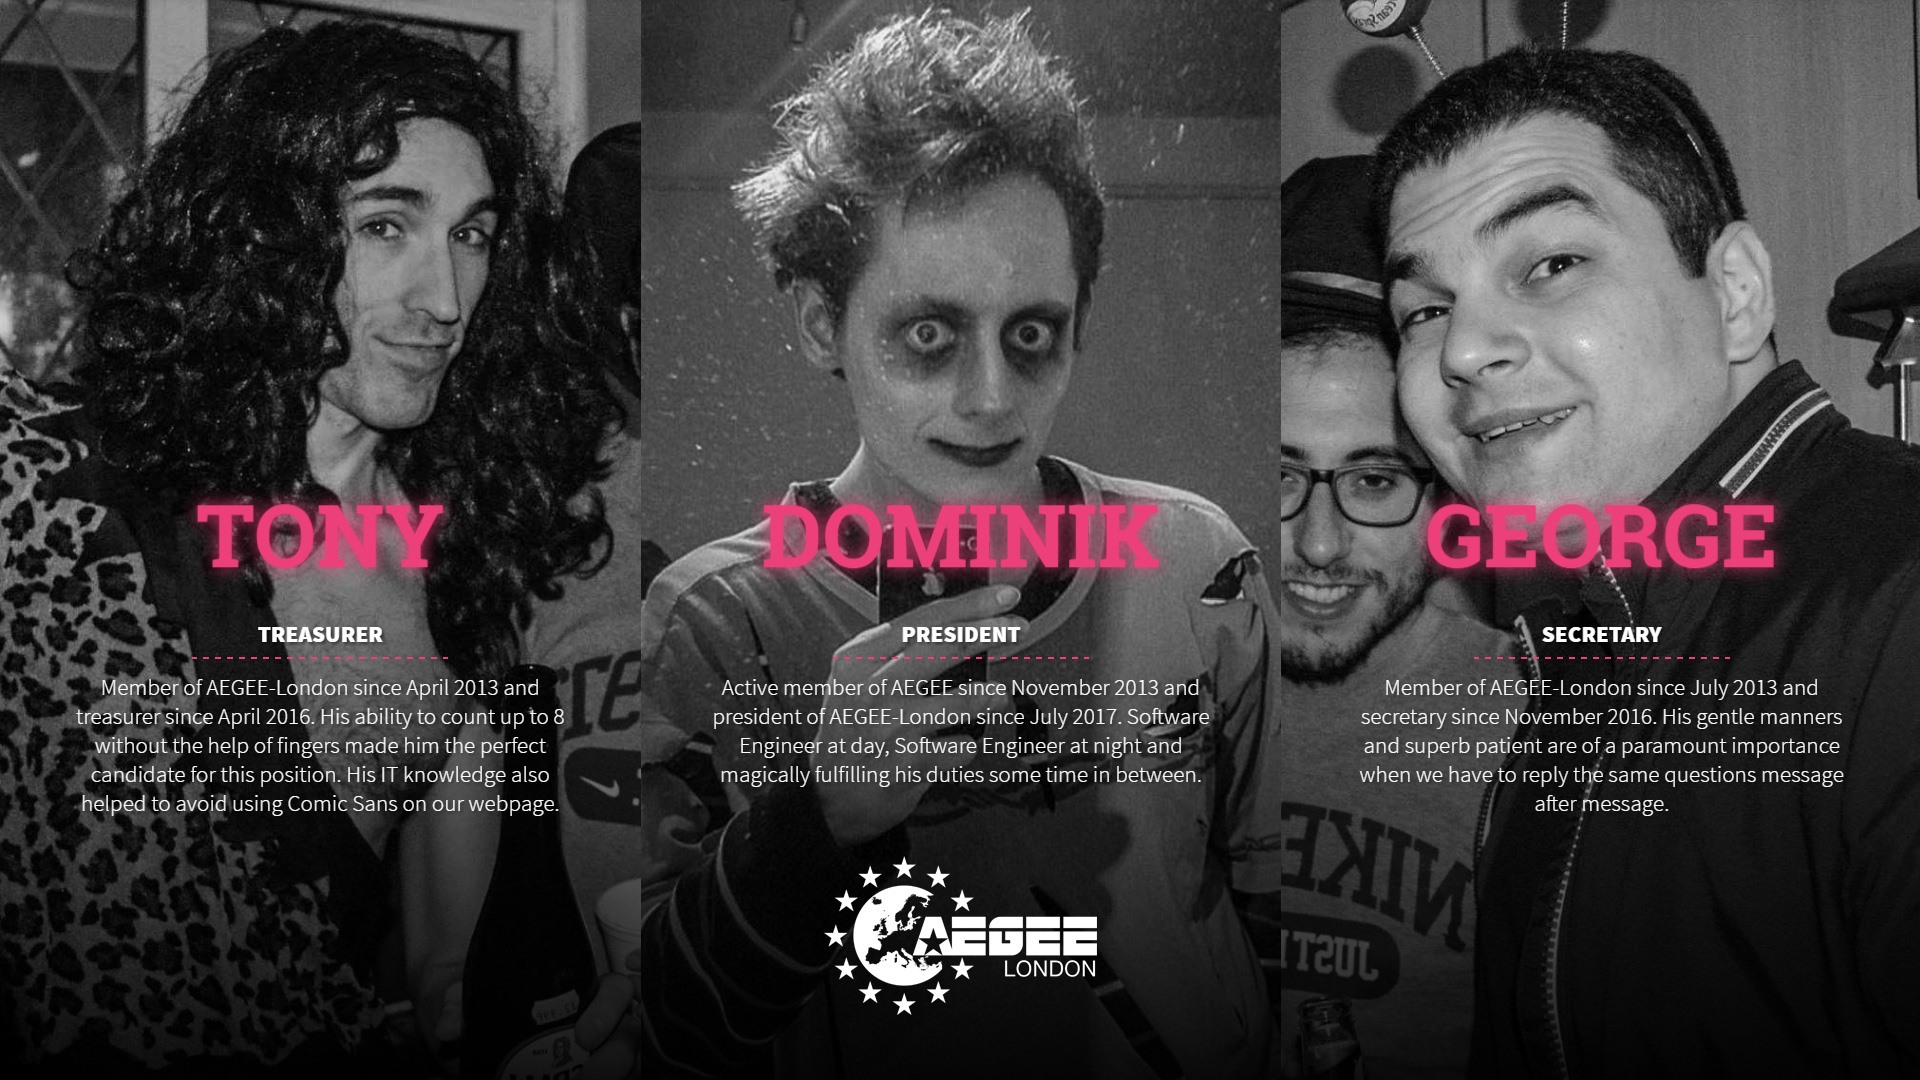 TONY
TREASURER
Member of AEGEE-London since April 2013 and
treasurer since April 2016. His ability to count up to 8
without the help of fingers made him the perfect
candidate for this position. His IT knowledge also
helped to avoid using Comic Sans on our webpage.
DOMINIK
PRESIDENT
Active member of AEGEE since November 2013 and
president of AEGEE-London since July 2017. Software
Engineer at day, Software Engineer at night and
magically fulfilling his duties some time in between.
GEORGE
SECRETARY
Member of AEGEE-London since July 2013 and
secretary since November 2016. His gentle manners
and superb patient are of a paramount importance
when we have to reply the same questions message
after message.
AEGEE
LONDON
NIKE
JUST